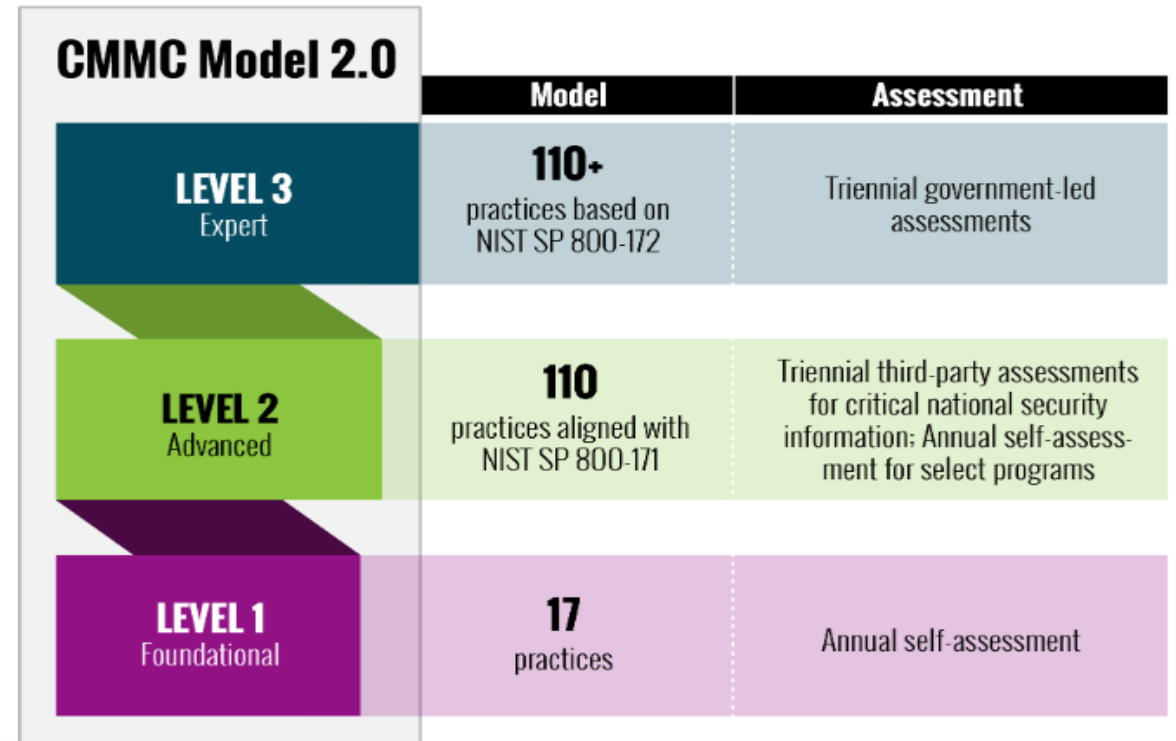 CMMC Model 2.0
Model
Assessment
LEVEL 3
Expert
110+
practices based on
NIST SP 800-172
Triennial government-led
assessments
LEVEL 2
Advanced
110
practices aligned with
NIST SP 800-171
Triennial third-party assessments
for critical national security
information; Annual self-assess-
ment for select programs
LEVEL 1
Foundational
17
practices
Annual self-assessment